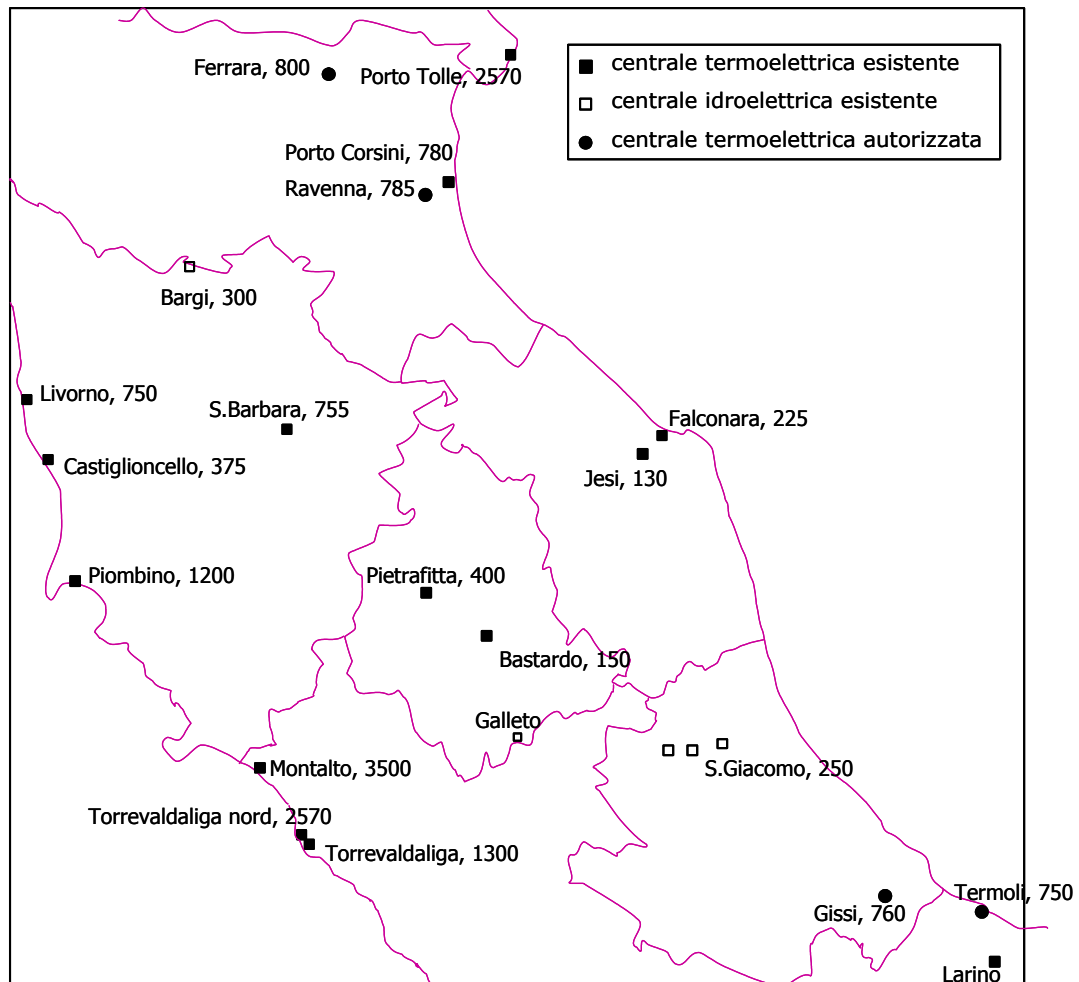 centrale termoelettrica esistente
centrale idroelettrica esistente
centrale termoelettrica autorizzata
Ferrara, 800
Porto Tolle, 2570
Porto Corsini, 780
Ravenna, 785
Bargi, 300
Livorno, 750
S.Barbara, 755
Falconara, 225
Castiglioncello, 375
Jesi, 130
Piombino, 1200
Pietrafitta, 400
Bastardo, 150
Galleto
S.Giacomo, 250
Montalto, 3500
Torrevaldaliga nord, 2570
Torrevaldaliga, 1300
Termoli, 750
Gissi, 760
Larino